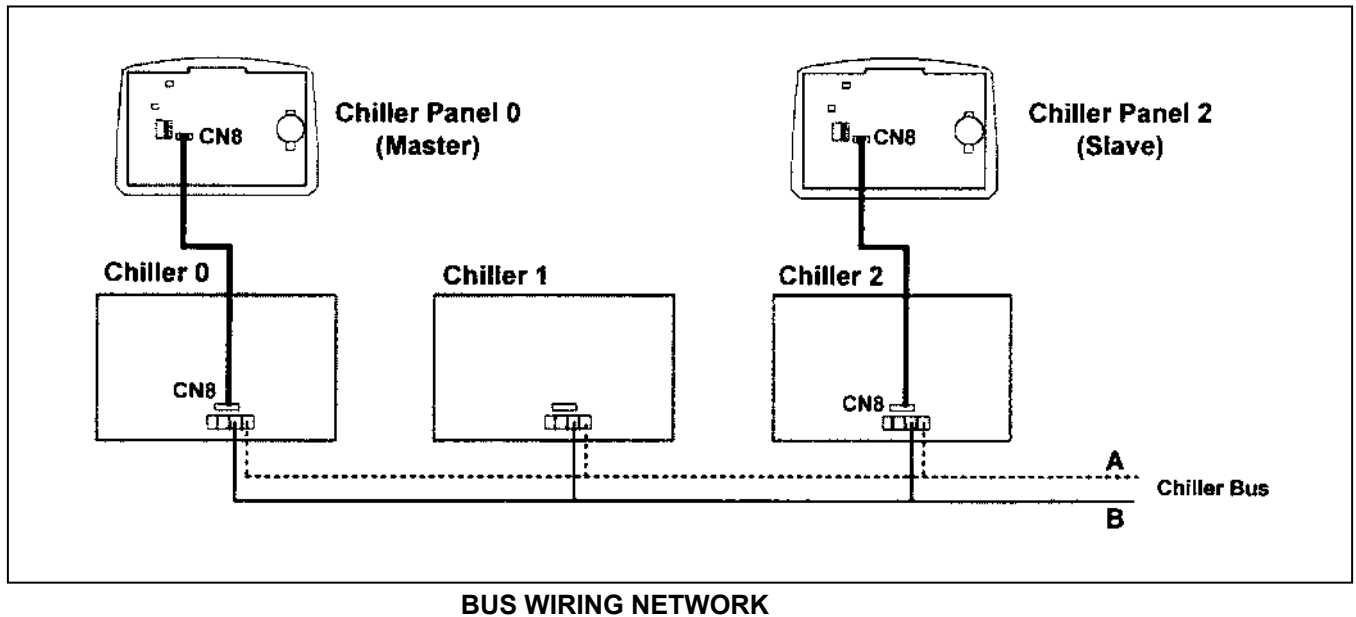 Chiller Panel 0
(Master)
CN8
Chiller Panel 2
(Slave)
CN8
Chiller 0
Chiller 1
Chiller 2
CN8
CN8
A
Chiller Bus
B
BUS WIRING NETWORK